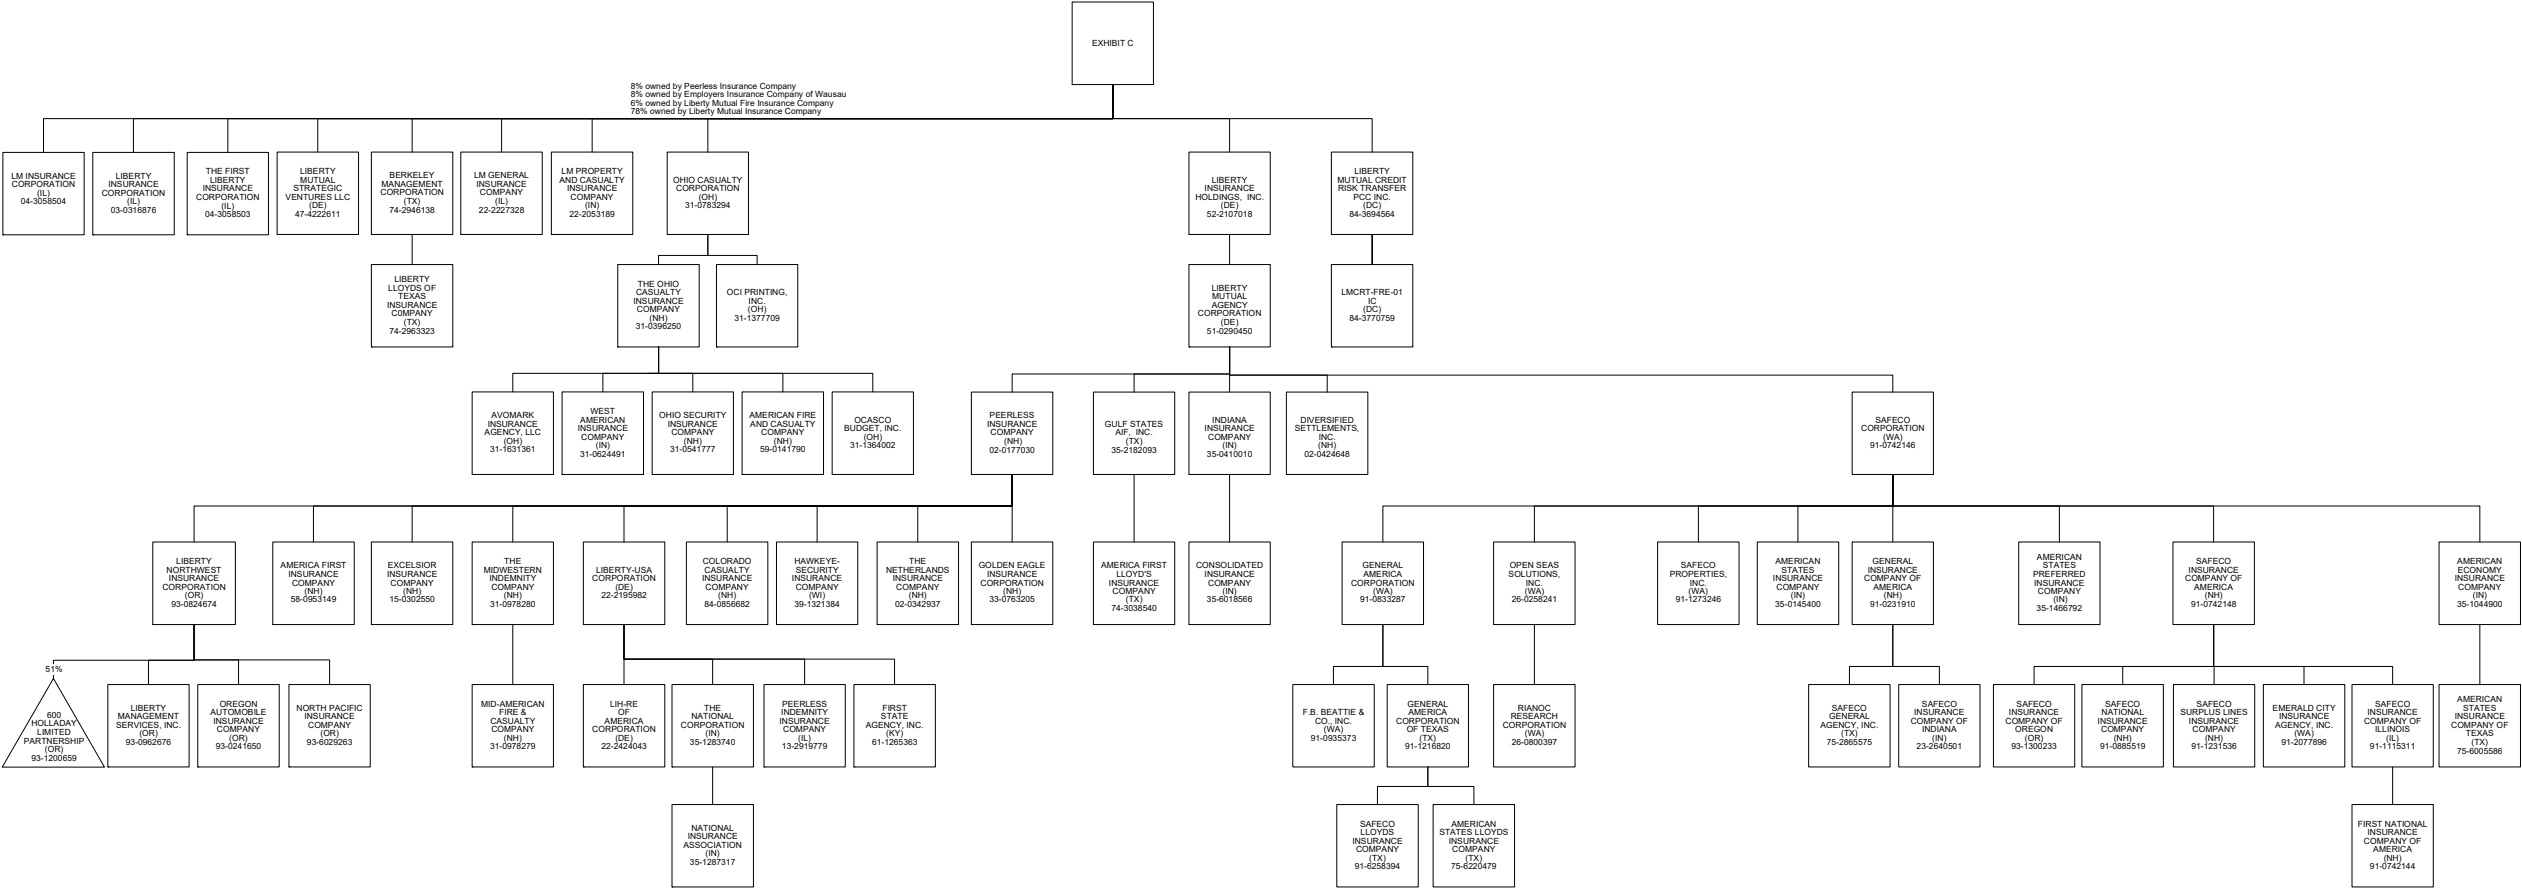 EXHIBIT C
8% owned by Peerless Insurance Company
8% owned by Employers Insurance Company of Wausau
6% owned by Liberty Mutual Fire Insurance Company
78% owned by Liberty Mutual Insurance Company
LM INSURANCE
CORPORATION
(IL)
04-3058504
LIBERTY
INSURANCE
CORPORATION
(IL)
03-0316876
THE FIRST
LIBERTY
INSURANCE
CORPORATION
(IL)
04-3058503
LIBERTY
MUTUAL
STRATEGIC
VENTURES LLC
(DE)
47-4222611
BERKELEY
MANAGEMENT
CORPORATION
(TX)
74-2946138
LM GENERAL
INSURANCE
COMPANY
(IL)
22-2227328
LM PROPERTY
AND CASUALTY
INSURANCE
COMPANY
(IN)
22-2053189
OHIO CASUALTY
CORPORATION
(OH)
31-0783294
LIBERTY
INSURANCE
HOLDINGS, INC.
(DE)
52-2107018
LIBERTY
MUTUAL CREDIT
RISK TRANSFER
PCC INC.
(DC)
84-3694564
LIBERTY
LLOYDS OF
TEXAS
INSURANCE
C0MPANY
(TX)
74-2963323
THE OHIO
CASUALTY
INSURANCE
COMPANY
(NH)
31-0396250
OCI PRINTING,
INC.
(OH)
31-1377709
LIBERTY
MUTUAL
AGENCY
CORPORATION
(DE)
51-0290450
LMCRT-FRE-01
IC
(DC)
84-3770759
AVOMARK
INSURANCE
AGENCY, LLC
(OH)
31-1631361
WEST
AMERICAN
INSURANCE
COMPANY
(IN)
31-0624491
OHIO SECURITY
INSURANCE
COMPANY
(NH)
31-0541777
AMERICAN FIRE
AND CASUALTY
COMPANY
(NH)
59-0141790
OCASCO
BUDGET, INC.
(OH)
31-1364002
PEERLESS
INSURANCE
COMPANY
(NH)
02-0177030
GULF STATES
AIF, INC.
(TX)
35-2182093
INDIANA
INSURANCE
COMPANY
(IN)
35-0410010
DIVERSIFIED
SETTLEMENTS,
INC.
(NH)
02-0424648
SAFECO
CORPORATION
(WA)
91-0742146
LIBERTY
NORTHWEST
INSURANCE
CORPORATION
(OR)
93-0824674
AMERICA FIRST
INSURANCE
COMPANY
(NH)
58-0953149
EXCELSIOR
INSURANCE
COMPANY
(NH)
15-0302550
THE
MIDWESTERN
INDEMNITY
COMPANY
(NH)
31-0978280
LIBERTY-USA
CORPORATION
(DE)
22-2195982
COLORADO
CASUALTY
INSURANCE
COMPANY
(NH)
84-0856682
HAWKEYE-
SECURITY
INSURANCE
COMPANY
(WI)
39-1321384
THE
NETHERLANDS
INSURANCE
COMPANY
(NH)
02-0342937
GOLDEN EAGLE
INSURANCE
CORPORATION
(NH)
33-0763205
AMERICA FIRST
LLOYD'S
INSURANCE
COMPANY
(TX)
74-3038540
CONSOLIDATED
INSURANCE
COMPANY
(IN)
35-6018566
GENERAL
AMERICA
CORPORATION
(WA)
91-0833287
OPEN SEAS
SOLUTIONS,
INC.
(WA)
26-0258241
SAFECO
PROPERTIES,
INC.
(WA)
91-1273246
AMERICAN
STATES
INSURANCE
COMPANY
(IN)
35-0145400
GENERAL
INSURANCE
COMPANY OF
AMERICA
(NH)
91-0231910
AMERICAN
STATES
PREFERRED
INSURANCE
COMPANY
(IN)
35-1466792
SAFECO
INSURANCE
COMPANY OF
AMERICA
(NH)
91-0742148
AMERICAN
ECONOMY
INSURANCE
COMPANY
(IN)
35-1044900
51%
600
HOLLADAY
LIMITED
PARTNERSHIP
(OR)
93-1200659
LIBERTY
MANAGEMENT
SERVICES, INC.
(OR)
93-0962676
OREGON
AUTOMOBILE
INSURANCE
COMPANY
(OR)
93-0241650
NORTH PACIFIC
INSURANCE
COMPANY
(OR)
93-6029263
MID-AMERICAN
FIRE &
CASUALTY
COMPANY
(NH)
31-0978279
LIH-RE
OF
AMERICA
CORPORATION
(DE)
22-2424043
THE
NATIONAL
CORPORATION
(IN)
35-1283740
PEERLESS
INDEMNITY
INSURANCE
COMPANY
(IL)
13-2919779
FIRST
STATE
AGENCY, INC.
(KY)
61-1265363
F.B. BEATTIE &
CO., INC.
(WA)
91-0935373
GENERAL
AMERICA
CORPORATION
OF TEXAS
(TX)
91-1216820
RIANOC
RESEARCH
CORPORATION
(WA)
26-0800397
SAFECO
GENERAL
AGENCY, INC.
(TX)
75-2865575
SAFECO
INSURANCE
COMPANY OF
INDIANA
(IN)
23-2640501
SAFECO
INSURANCE
COMPANY OF
OREGON
(OR)
93-1300233
SAFECO
NATIONAL
INSURANCE
COMPANY
(NH)
91-0885519
SAFECO
SURPLUS LINES
INSURANCE
COMPANY
(NH)
91-1231536
EMERALD CITY
INSURANCE
AGENCY, INC.
(WA)
91-2077896
SAFECO
INSURANCE
COMPANY OF
ILLINOIS
(IL)
91-1115311
AMERICAN
STATES
INSURANCE
COMPANY OF
TEXAS
(TX)
75-6005586
NATIONAL
INSURANCE
ASSOCIATION
(IN)
35-1287317
SAFECO
LLOYDS
INSURANCE
COMPANY
(TX)
91-6258394
AMERICAN
STATES LLOYDS
INSURANCE
COMPANY
(TX)
75-6220479
FIRST NATIONAL
INSURANCE
COMPANY OF
AMERICA
(NH)
91-0742144